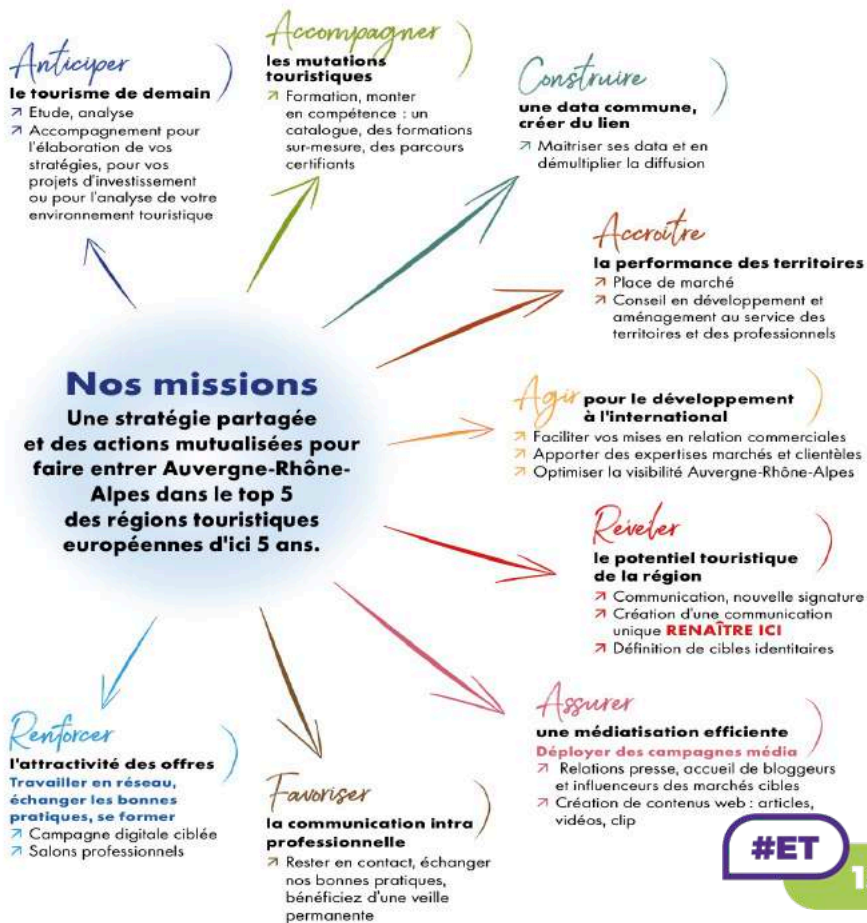 Anticiper
le tourisme de demain
↗ Etude, analyse
↗ Accompagnement pour
l'élaboration de vos
stratégies, pour vos
projets d'investissement
ou pour l'analyse de votre
environnement touristique
Accompagner
les mutations
touristiques
↗ Formation, monter
en compétence : un
catalogue, des formations
sur-mesure, des parcours
certifiants
Construire
une data commune,
créer du lien
↗ Maitriser ses data et en
démultiplier la diffusion
Accroître
la performance des territoires
↗ Place de marché
↗ Conseil en développement et
aménagement au service des
territoires et des professionnels
Nos missions
Une stratégie partagée
et des actions mutualisées pour
faire entrer Auvergne-Rhône-
Alpes dans le top 5
des régions touristiques
européennes d'ici 5 ans.
Agir pour le développement
à l'international
↗ Faciliter vos mises en relation commerciales
↗ Apporter des expertises marchés et clientèles
↗ Optimiser la visibilité Auvergne-Rhône-Alpes
Révéler
le potentiel touristique
de la région
↗ Communication, nouvelle signature
↗ Création d'une communication
unique RENAÎTRE ICI
↗ Définition de cibles identitaires
Assurer
une médiatisation efficiente
Déployer des campagnes média
↗ Relations presse, accueil de bloggeurs
et influenceurs des marchés cibles
↗ Création de contenus web : articles,
vidéos, clip
Favoriser
la communication intra
professionnelle
↗ Rester en contact, échanger
nos bonnes pratiques,
bénéficiez d'une veille
permanente
Renforcer
l'attractivité des offres
Travailler en réseau,
échanger les bonnes
pratiques, se former
↗ Campagne digitale ciblée
↗ Salons professionnels
#ET
1